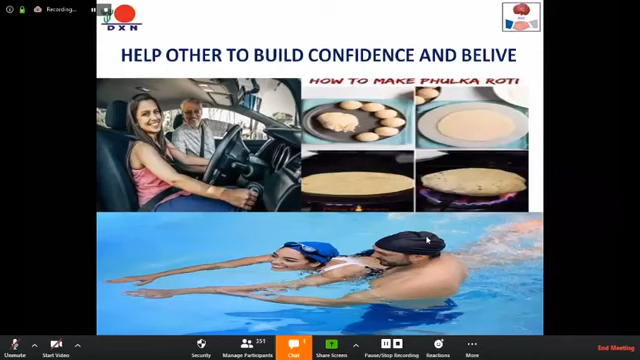 Recording...
DXN
HELP OTHER TO BUILD CONFIDENCE AND BELIVE
HOW TO MAKE PHULKA ROTI
351
1
Unmute
Start Video
Security
Manage Participants
Chat
Share Screen
Pause/Stop Recording
Reactions
More
End Meeting